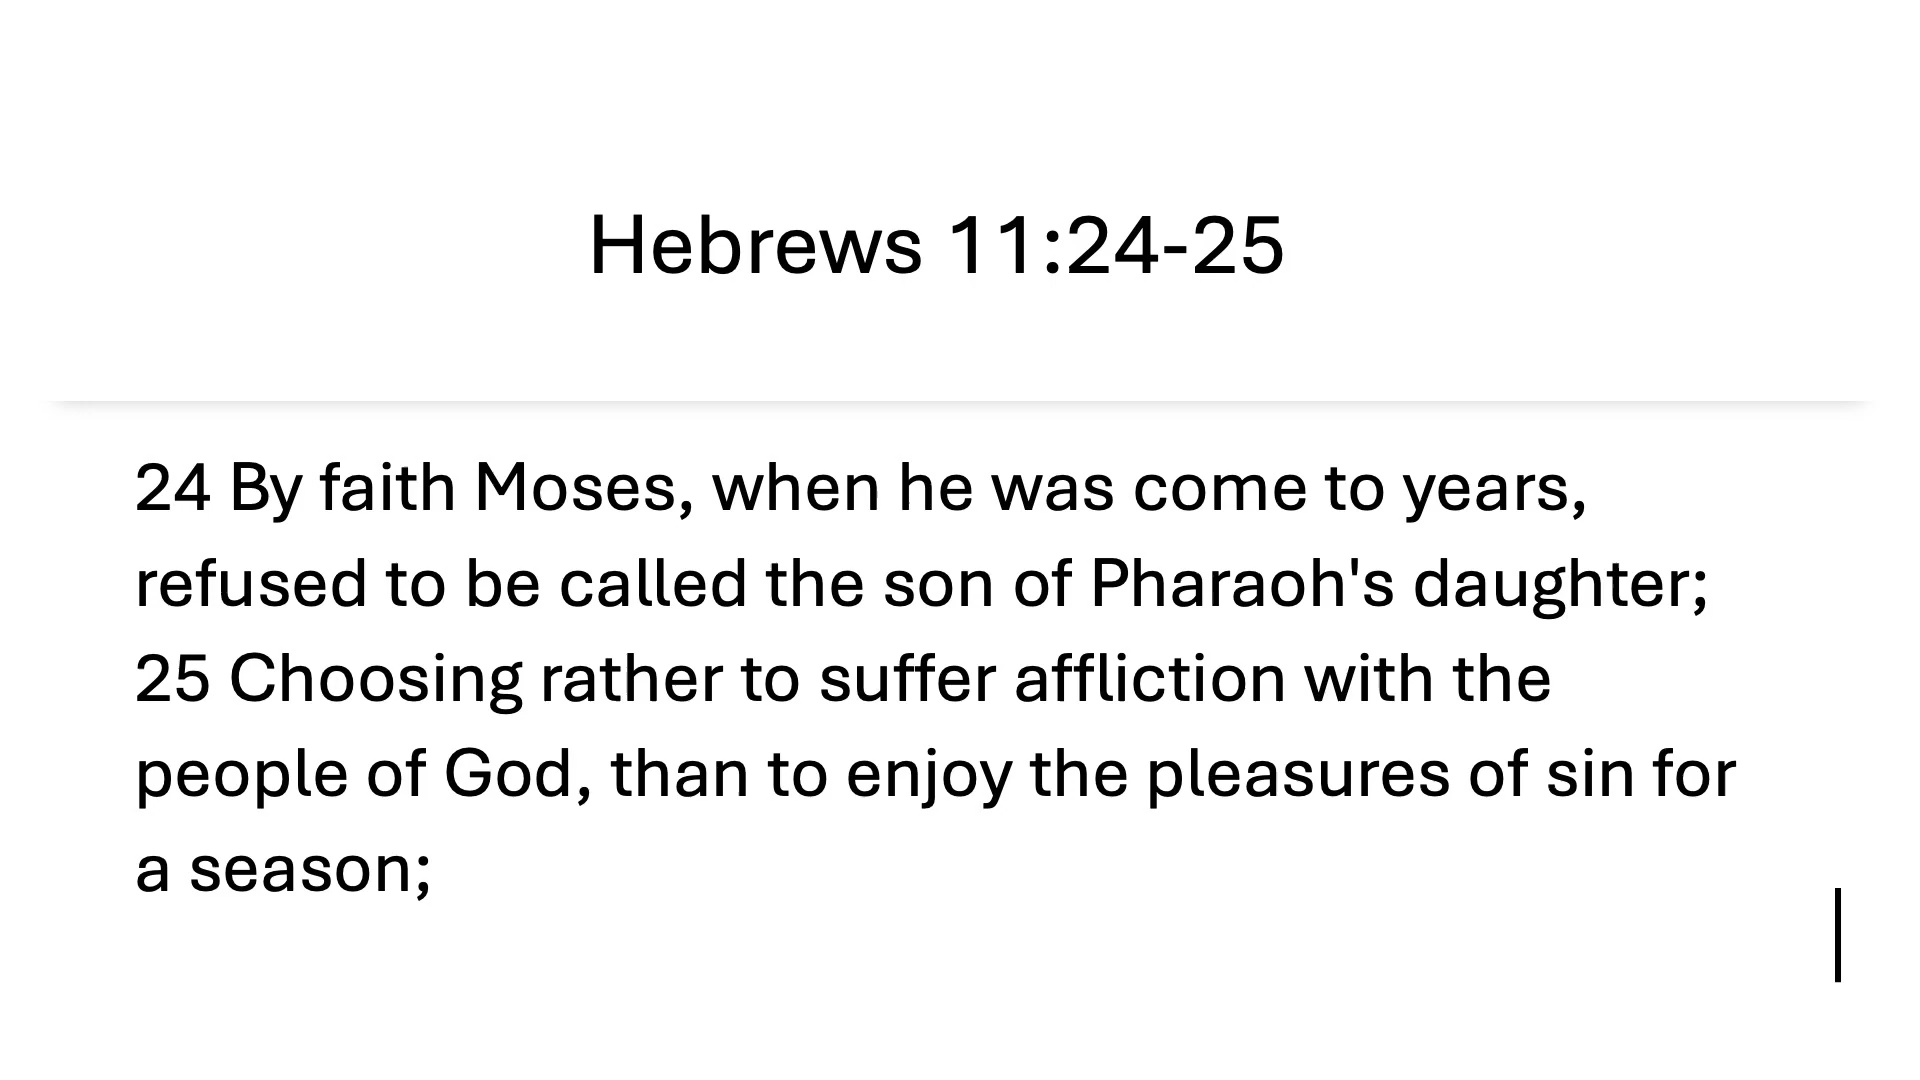 Hebrews 11:24-25
24 By faith Moses, when he was come to years,
refused to be called the son of Pharaoh's daughter;
25 Choosing rather to suffer affliction with the
people of God, than to enjoy the pleasures of sin for
a season;